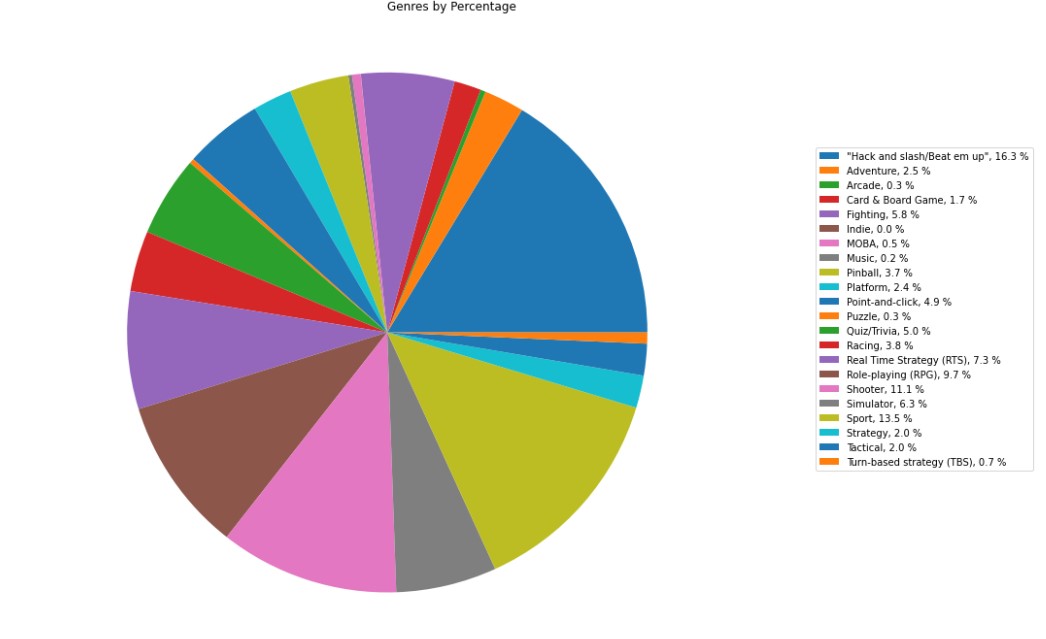 Genres by Percentage
"Hack and slash/Beat em up", 16.3 %
Adventure, 2.5 %
Arcade, 0.3 %
Card & Board Game, 1.7 %
Fighting, 5.8 %
Indie, 0.0 %
MOBA, 0.5 %
Music, 0.2 %
Pinball, 3.7 %
Platform, 2.4 %
Point-and-click, 4.9 %
Puzzle, 0.3 %
Quiz/Trivia, 5.0 %
Racing, 3.8 %
Real Time Strategy (RTS), 7.3 %
Role-playing (RPG), 9.7 %
Shooter, 11.1 %
Simulator, 6.3 %
Sport, 13.5 %
Strategy, 2.0 %
Tactical, 2.0 %
Turn-based strategy (TBS), 0.7 %